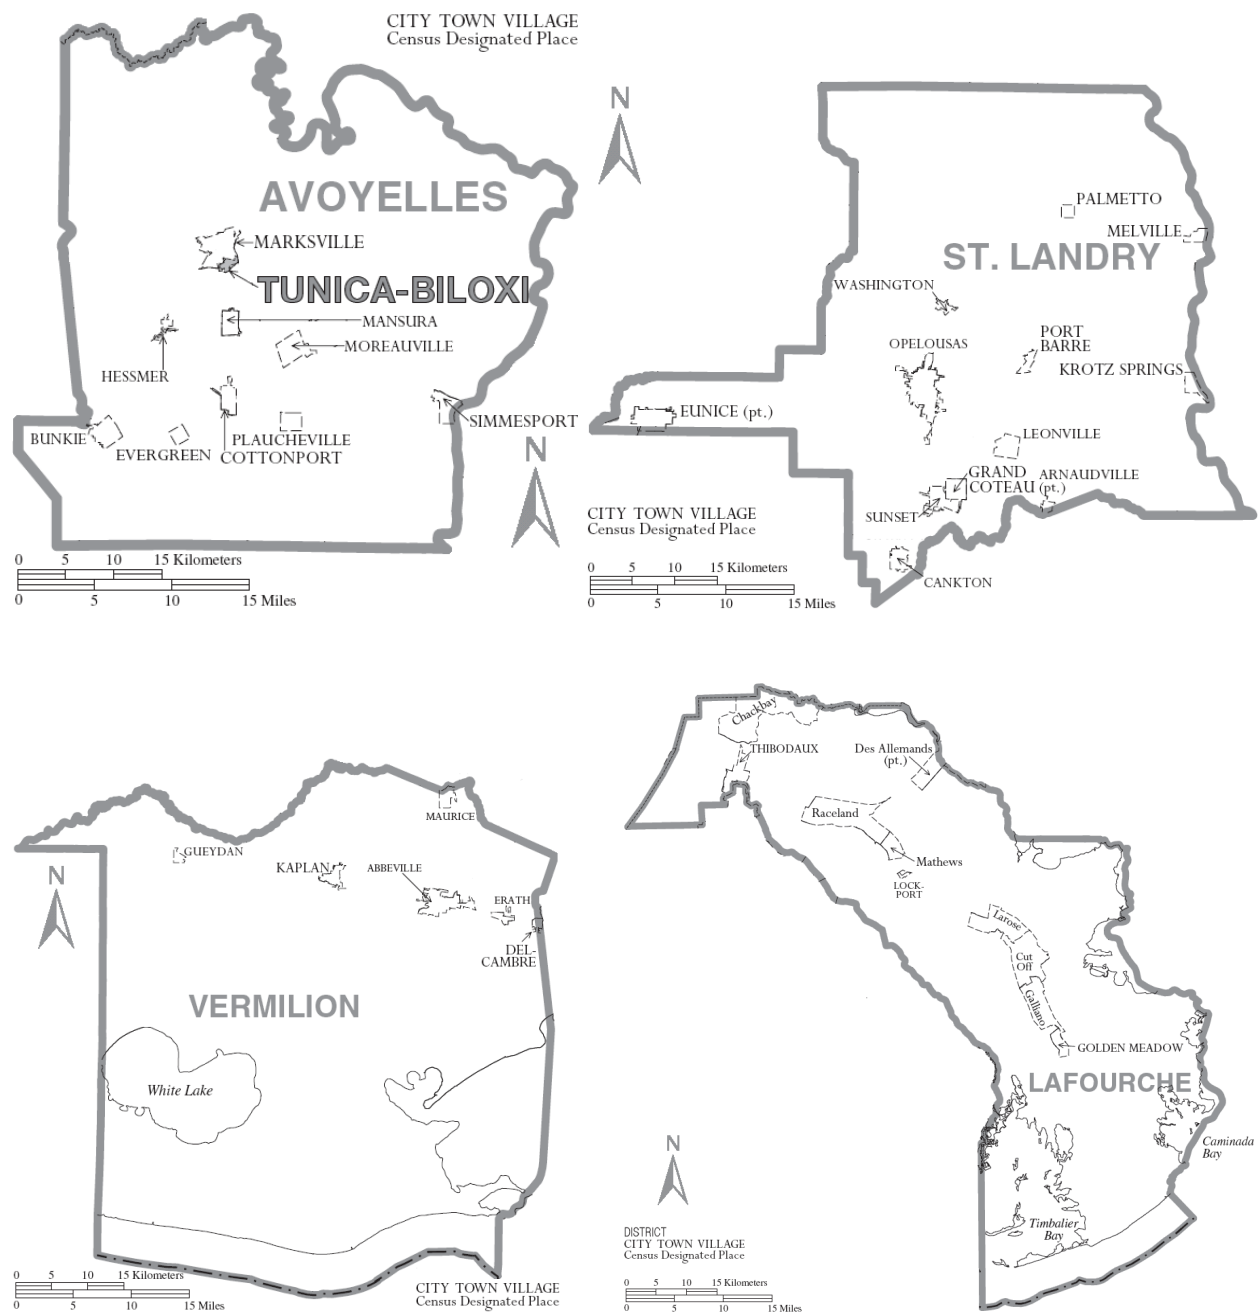 CITY TOWN VILLAGE
Census Designated Place
AVOYELLES
MARKSVILLE
TUNICA-BILOXI
MANSURA
MOREAUVILLE
HESSMER
SIMMESPORT
BUNKIE
EVERGREEN
PLAUCHEVILLE
COTTONPORT
N
0 5 10 15 Kilometers
0 5 10 15 Miles
N
PALMETTO
MELVILLE
ST. LANDRY
WASHINGTON
PORT
BARRE
OPELOUSAS
KROTZ SPRINGS
EUNICE (pt.)
LEONVILLE
GRAND
COTEAU
ARNAUDVILLE
(pt.)
SUNSET
CANKTON
CITY TOWN VILLAGE
Census Designated Place
0 5 10 15 Kilometers
0 5 10 15 Miles
MAURICE
GUEYDAN
KAPLAN
ABBEVILLE
ERATH
DEL-
CAMBRE
N
VERMILION
White Lake
0 5 10 15 Kilometers
0 5 10 15 Miles
CITY TOWN VILLAGE
Census Designated Place
Chackbay
THIBODAUX
Des Allemands
(pt.)
Raceland
Mathews
LOCK-
PORT
Larose
Cut
Off
Galliano
GOLDEN MEADOW
LAFOURCHE
Caminada
Bay
Timbalier
Bay
N
DISTRICT
CITY TOWN VILLAGE
Census Designated Place
0 5 10 15 Kilometers
0 5 10 15 Miles